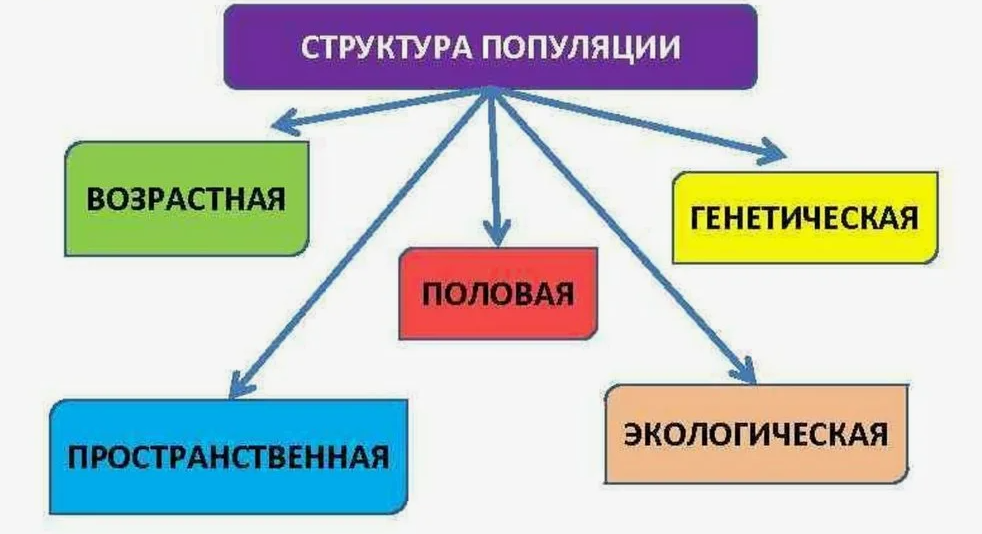 СТРУКТУРА ПОПУЛЯЦИИ
ВОЗРАСТНАЯ
ГЕНЕТИЧЕСКАЯ
ПОЛОВАЯ
ПРОСТРАНСТВЕННАЯ
ЭКОЛОГИЧЕСКАЯ